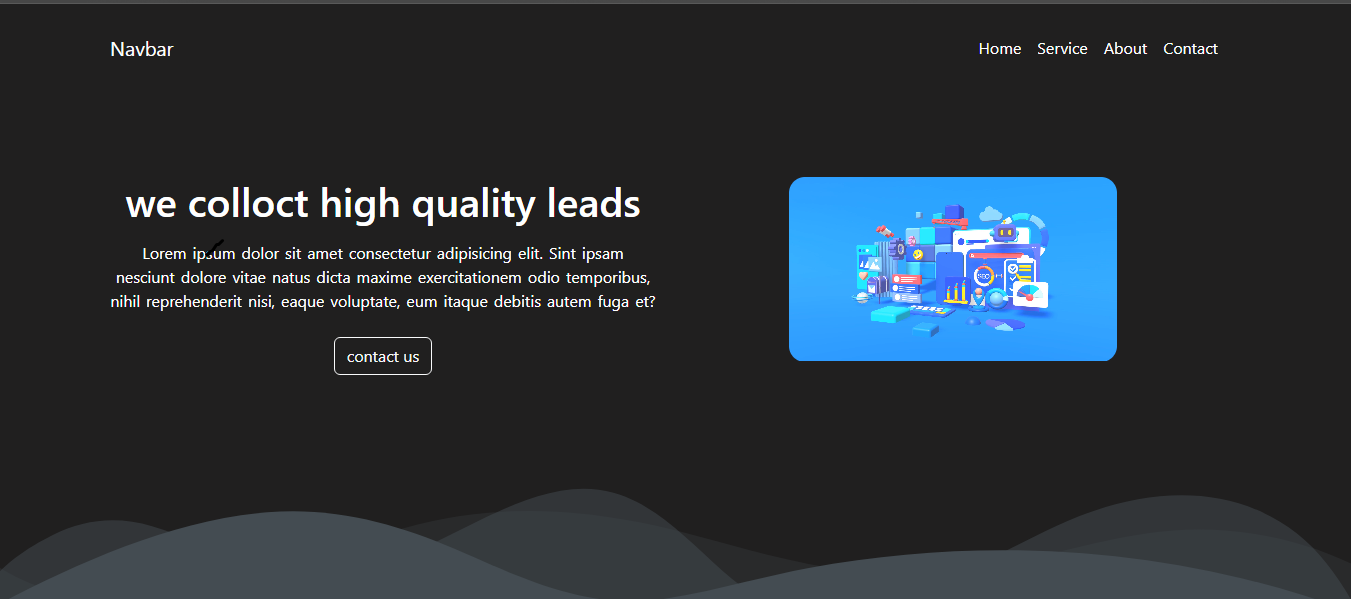 Navbar
Home Service About Contact
we colloct high quality leads
Lorem ipsum dolor sit amet consectetur adipisicing elit. Sint ipsam
nesciunt dolore vitae natus dicta maxime exercitationem odio temporibus,
nihil reprehenderit nisi, eaque voluptate, eum itaque debitis autem fuga et?
contact us
SEO